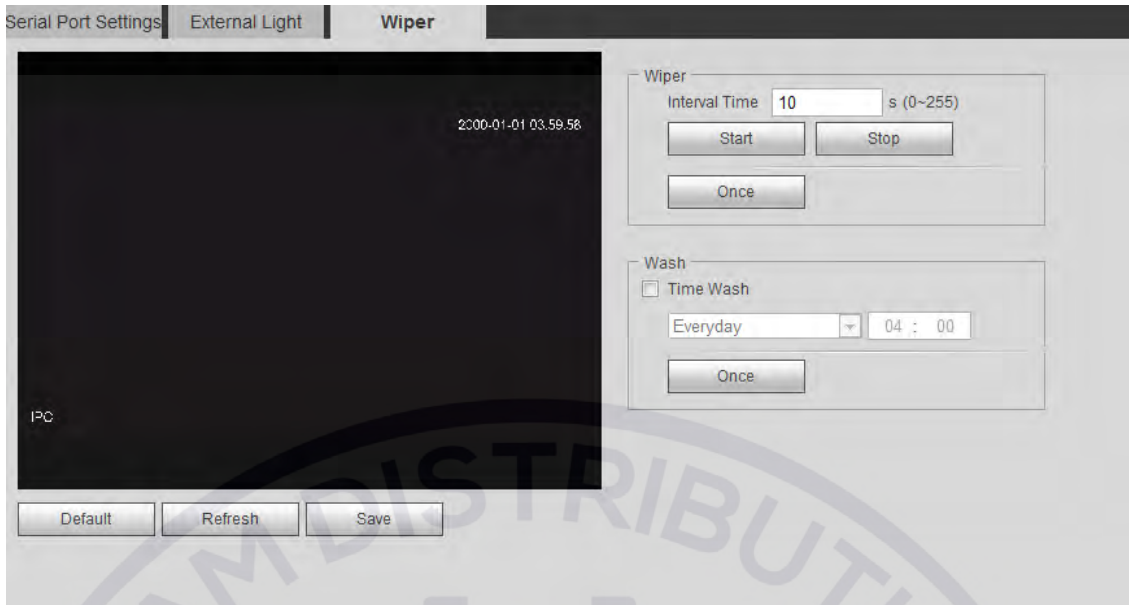 Serial Port Settings External Light Wiper
2000-01-01 03:59:58
IPC
Default Refresh Save
Wiper
Interval Time 10 s (0~255)
Start Stop
Once
Wash
Time Wash
Everyday 04 : 00
Once
DISTRIBUTI